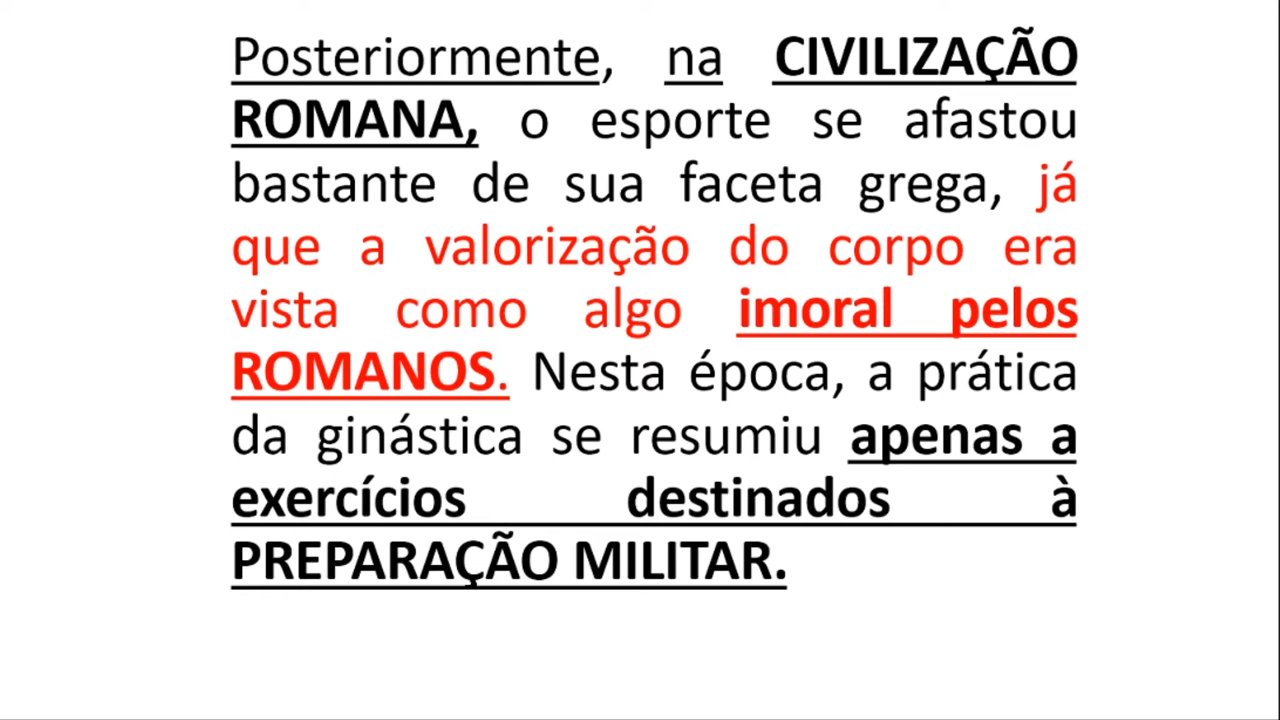 Posteriormente, na CIVILIZAÇÃO
ROMANA, o esporte se afastou
bastante de sua faceta grega, já
que a valorização do corpo era
vista como algo imoral pelos
ROMANOS. Nesta época, a prática
da ginástica se resumiu apenas a
exercícios destinados à
PREPARAÇÃO MILITAR.